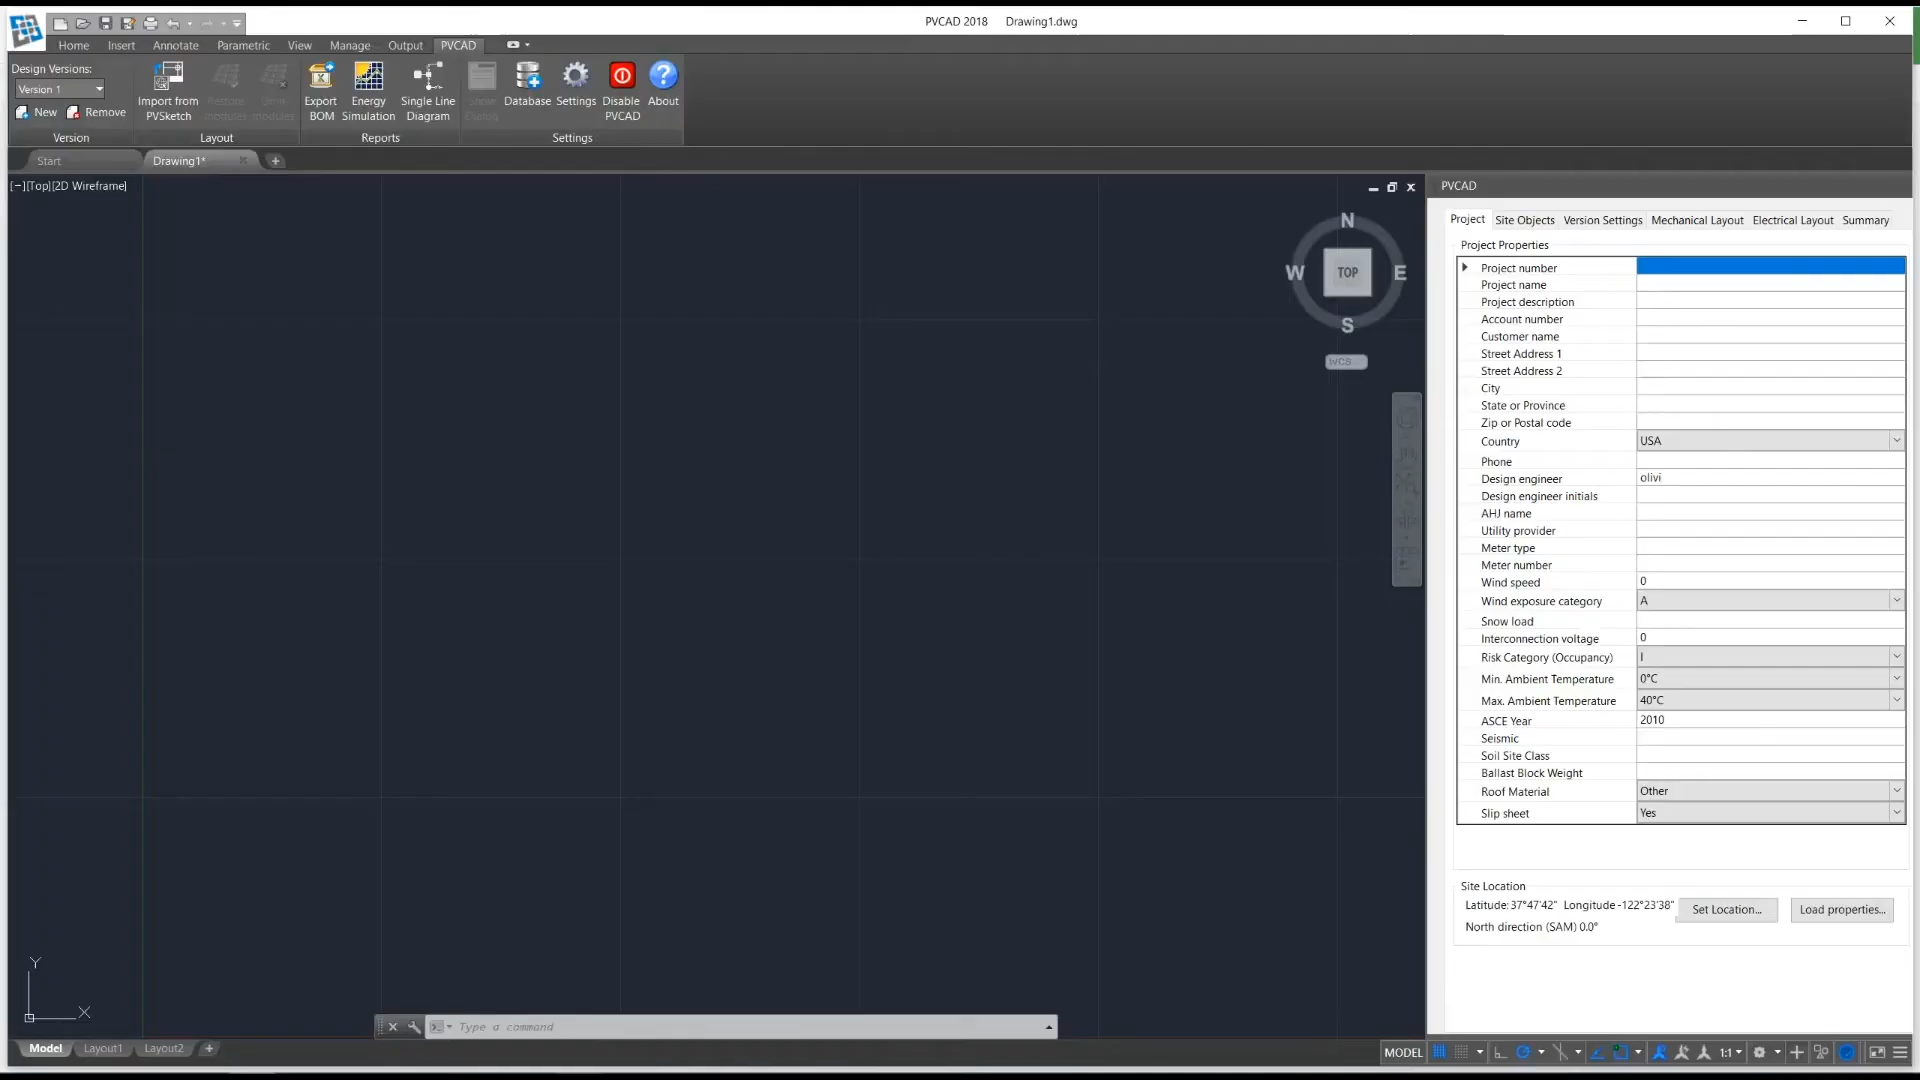 PVCAD 2018 Drawing1.dwg
Home Insert Annotate Parametric View Manage Output PVCAD
Design Versions:
Version 1
New Remove
Version
Import from PVSketch
Restore modules
modules
Layout
Export BOM
Energy Simulation
Single Line Diagram
Reports
Show Dialog
Database
Settings
Disable PVCAD
About
Settings
Start Drawing1*
[−][Top][2D Wireframe]
N
W TOP E
S
WCS
Y
X
Type a command
Model Layout1 Layout2
PVCAD
Project Site Objects Version Settings Mechanical Layout Electrical Layout Summary
Project Properties
Project number
Project name
Project description
Account number
Customer name
Street Address 1
Street Address 2
City
State or Province
Zip or Postal code
Country USA
Phone
Design engineer olivi
Design engineer initials
AHJ name
Utility provider
Meter type
Meter number
Wind speed 0
Wind exposure category A
Snow load
Interconnection voltage 0
Risk Category (Occupancy) I
Min. Ambient Temperature 0°C
Max. Ambient Temperature 40°C
ASCE Year 2010
Seismic
Soil Site Class
Ballast Block Weight
Roof Material Other
Slip sheet Yes
Site Location
Latitude: 37°47'42" Longitude -122°23'38" Set Location... Load properties...
North direction (SAM) 0.0°
MODEL 1:1